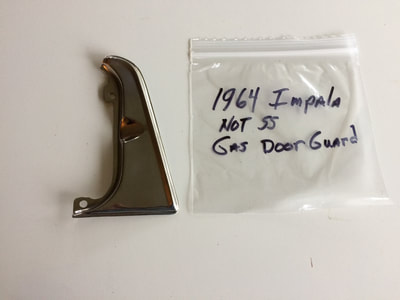 1964 Impala
NOT SS
Gas Door Guard